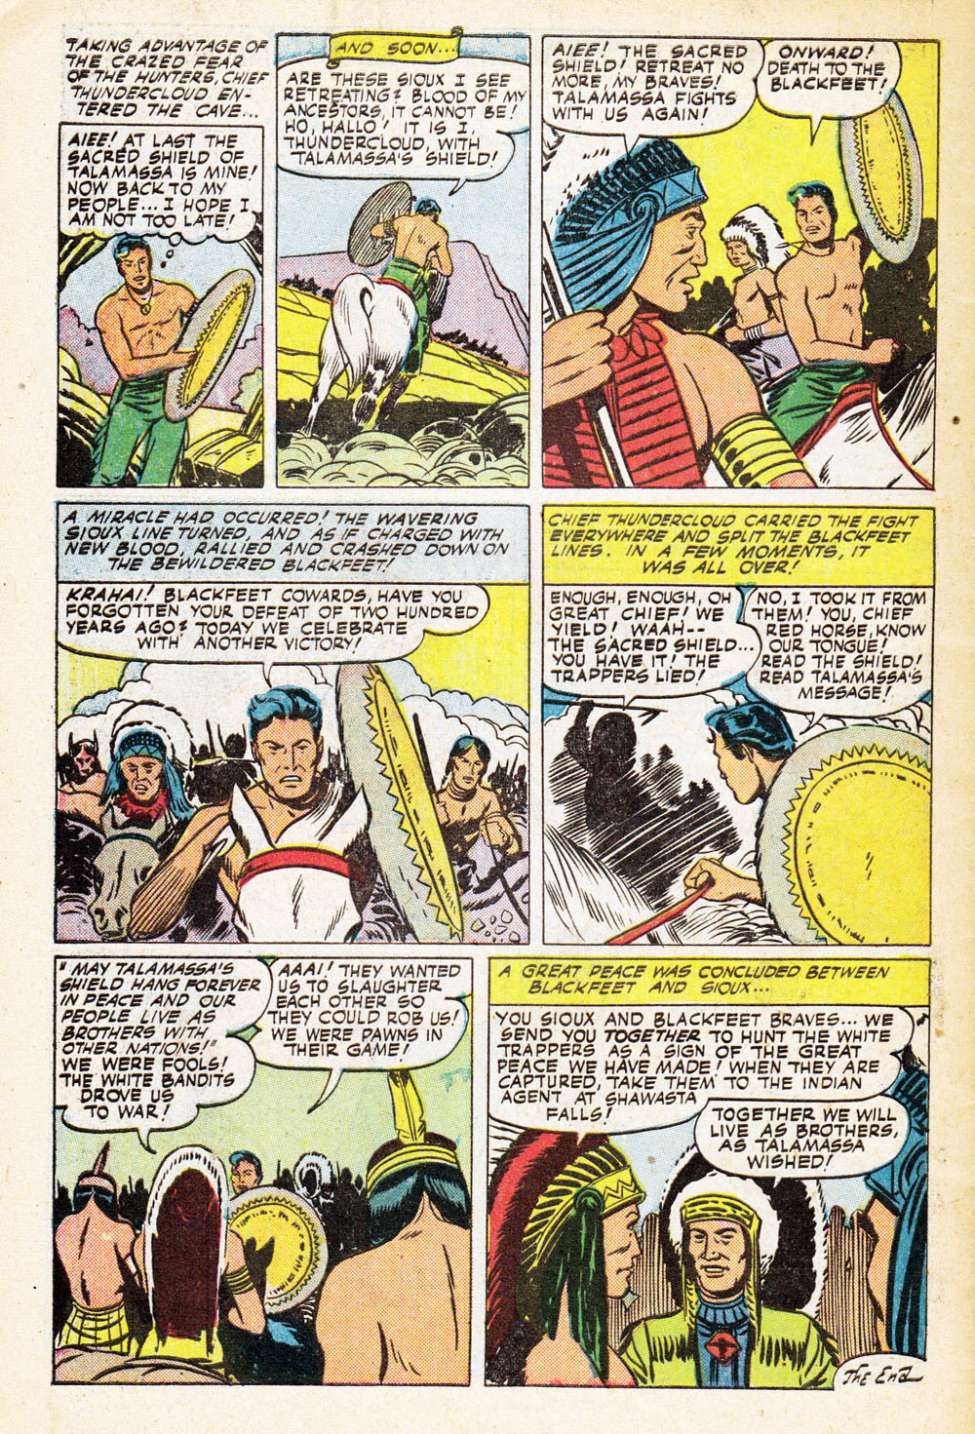 TAKING ADVANTAGE OF
THE CRAZED FEAR
OF THE HUNTERS, CHIEF
THUNDERCLOUD EN-
TERED THE CAVE...
AIEE! AT LAST THE
SACRED SHIELD OF
TALAMASSA IS MINE!
NOW BACK TO MY
PEOPLE... I HOPE I
AM NOT TOO LATE!
AND SOON...
ARE THESE SIOUX I SEE
RETREATING? BLOOD OF MY
ANCESTORS, IT CANNOT BE!
HO, HALLO! IT IS I,
THUNDERCLOUD, WITH
TALAMASSA'S SHIELD!
AIEE! THE SACRED
SHIELD! RETREAT NO
MORE, MY BRAVES!
TALAMASSA FIGHTS
WITH US AGAIN!
ONWARD!
DEATH TO THE
BLACKFEET!
A MIRACLE HAD OCCURRED! THE WAVERING
SIOUX LINE TURNED, AND AS IF CHARGED WITH
NEW BLOOD, RALLIED AND CRASHED DOWN ON
THE BEWILDERED BLACKFEET!
KRAHAI! BLACKFEET COWARDS, HAVE YOU
FORGOTTEN YOUR DEFEAT OF TWO HUNDRED
YEARS AGO? TODAY WE CELEBRATE
WITH ANOTHER VICTORY!
CHIEF THUNDERCLOUD CARRIED THE FIGHT
EVERYWHERE AND SPLIT THE BLACKFEET
LINES. IN A FEW MOMENTS, IT
WAS ALL OVER!
ENOUGH, ENOUGH, OH
GREAT CHIEF! WE
YIELD! WAAH--
THE SACRED SHIELD...
YOU HAVE IT! THE
TRAPPERS LIED!
NO, I TOOK IT FROM
THEM! YOU, CHIEF
RED HORSE, KNOW
OUR TONGUE!
READ THE SHIELD!
READ TALAMASSA'S
MESSAGE!
"MAY TALAMASSA'S
SHIELD HANG FOREVER
IN PEACE AND OUR
PEOPLE LIVE AS
BROTHERS WITH
OTHER NATIONS!"
WE WERE FOOLS!
THE WHITE BANDITS
DROVE US
TO WAR!
AAAI! THEY WANTED
US TO SLAUGHTER
EACH OTHER SO
THEY COULD ROB US!
WE WERE PAWNS IN
THEIR GAME!
A GREAT PEACE WAS CONCLUDED BETWEEN
BLACKFEET AND SIOUX...
YOU SIOUX AND BLACKFEET BRAVES... WE
SEND YOU TOGETHER TO HUNT THE WHITE
TRAPPERS AS A SIGN OF THE GREAT
PEACE WE HAVE MADE! WHEN THEY ARE
CAPTURED, TAKE THEM TO THE INDIAN
AGENT AT SHAWASTA
FALLS!
TOGETHER WE WILL
LIVE AS BROTHERS,
AS TALAMASSA
WISHED!
THE END